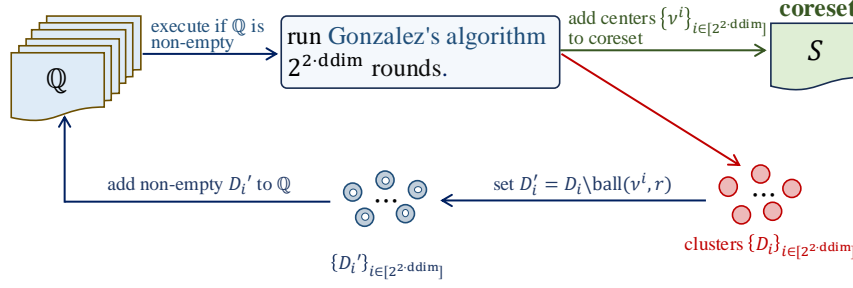 coreset
execute if ℚ is
non-empty
ℚ
run Gonzalez's algorithm
2^{2·ddim} rounds.
add centers {ν^i}_{i∈[2^{2·ddim}]}
to coreset
S
add non-empty D_i′ to ℚ
...
set D_i′ = D_i\ball(ν^i, r)
...
{D_i′}_{i∈[2^{2·ddim}]}
clusters {D_i}_{i∈[2^{2·ddim}]}